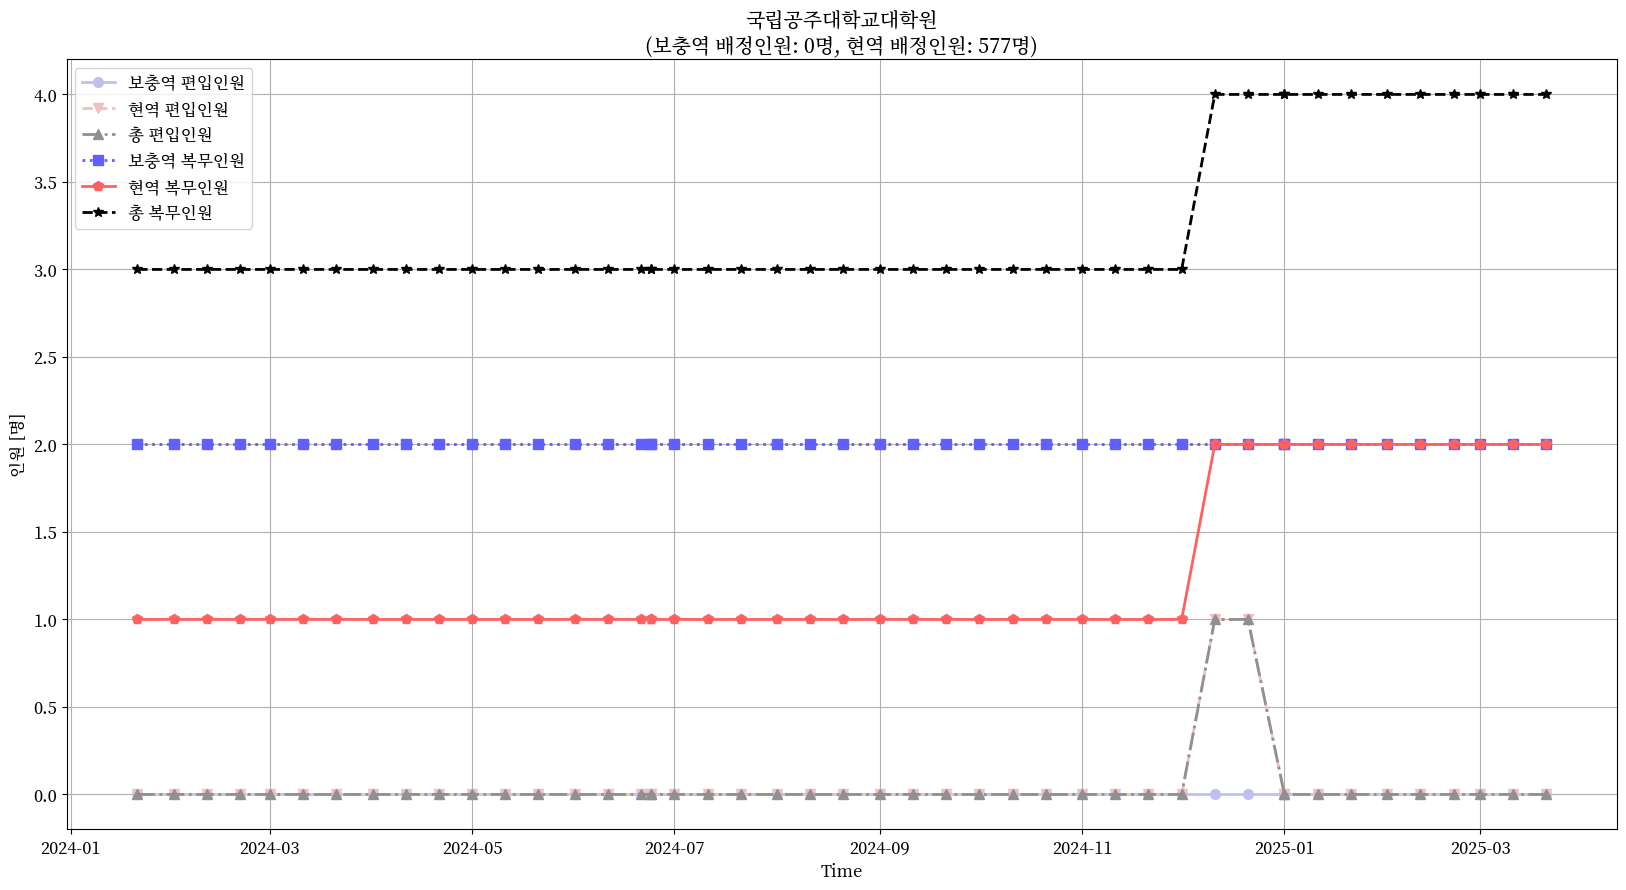 국립공주대학교대학원
(보충역 배정인원: 0명, 현역 배정인원: 577명)
보충역 편입인원
현역 편입인원
총 편입인원
보충역 복무인원
현역 복무인원
총 복무인원
4.0
3.5
3.0
2.5
2.0
1.5
1.0
0.5
0.0
인원 [명]
2024-01
2024-03
2024-05
2024-07
2024-09
2024-11
2025-01
2025-03
Time